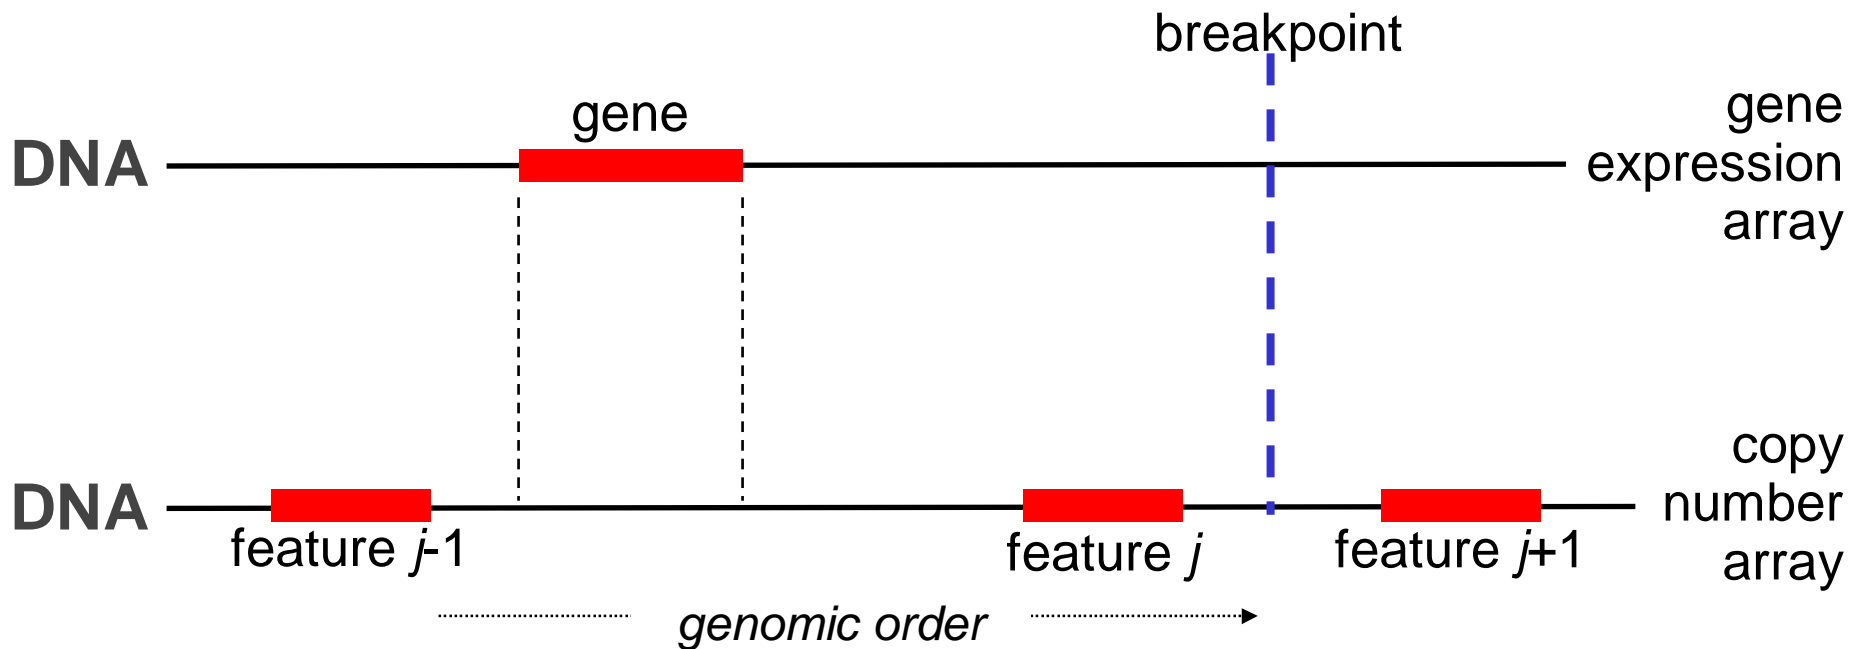 breakpoint
gene
DNA
gene
expression
array
DNA
copy
number
array
feature j-1
feature j
feature j+1
genomic order